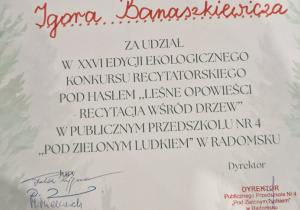 Igora Banaszkiewicza
ZA UDZIAŁ
W XXVI EDYCJI EKOLOGICZNEGO
KONKURSU RECYTATORSKIEGO
POD HASŁEM „LEŚNE OPOWIEŚCI
- RECYTACJA WŚRÓD DRZEW"
W PUBLICZNYM PRZEDSZKOLU NR 4
„POD ZIELONYM LUDKIEM" W RADOMSKU
Dyrektor
DYREKTOR
Publicznego Przedszkola Nr 4
„Pod Zielonym Ludkiem"
w Radomsku